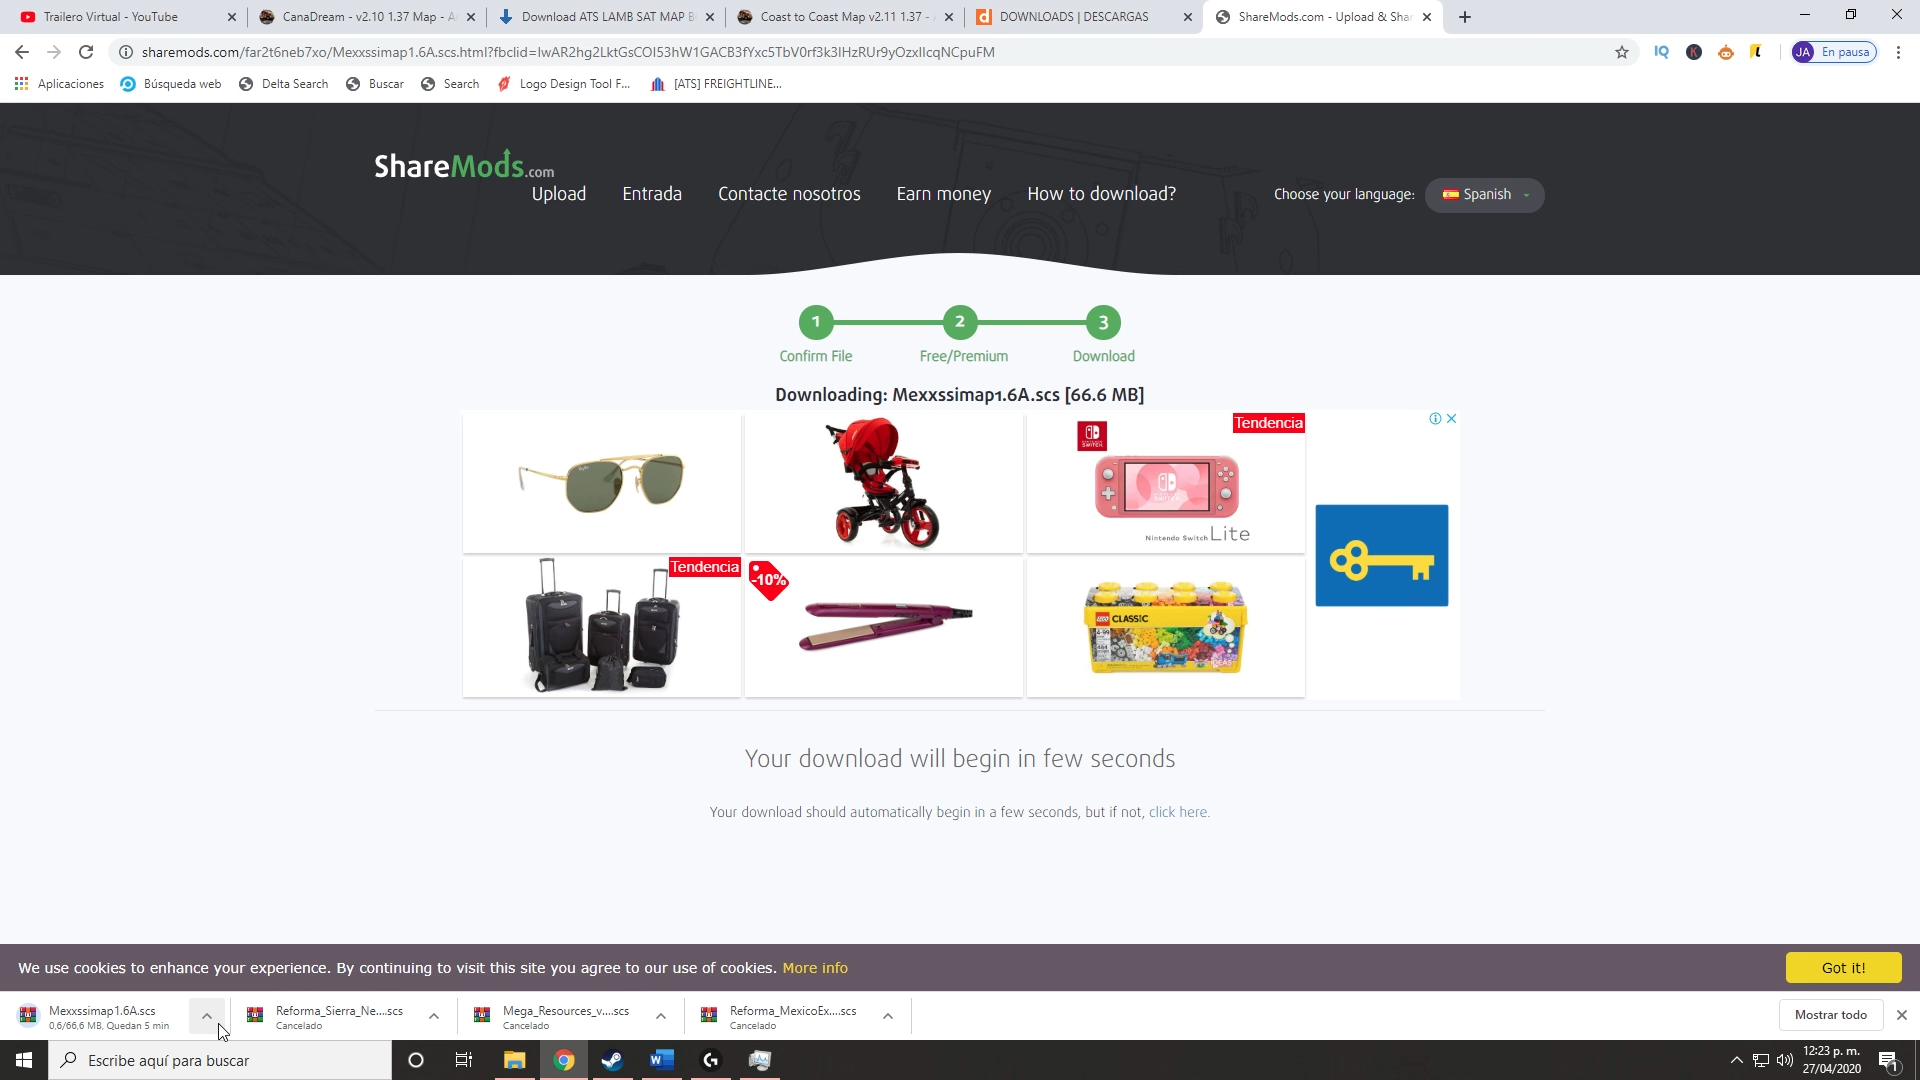 Trailero Virtual - YouTube
CanaDream - v2.10 1.37 Map - A
Download ATS LAMB SAT MAP B
Coast to Coast Map v2.11 1.37 -
DOWNLOADS | DESCARGAS
ShareMods.com - Upload & Shar
sharemods.com/far2t6neb7xo/Mexxssimap1.6A.scs.html?fbclid=IwAR2hg2LktGsCOI53hW1GACB3fYxc5TbV0rf3k3IHzRUr9yOzxIlcqNCpuFM
IQ
K
JA En pausa
Aplicaciones
Búsqueda web
Delta Search
Buscar
Search
Logo Design Tool F...
[ATS] FREIGHTLINE...
ShareMods.com
Upload
Entrada
Contacte nosotros
Earn money
How to download?
Choose your language:
Spanish
1
2
3
Confirm File
Free/Premium
Download
Downloading: Mexxssimap1.6A.scs [66.6 MB]
Tendencia
Nintendo Switch Lite
Tendencia
-10%
LEGO CLASSIC
Your download will begin in few seconds
Your download should automatically begin in a few seconds, but if not, click here.
We use cookies to enhance your experience. By continuing to visit this site you agree to our use of cookies. More info
Got it!
Mexxssimap1.6A.scs
0,6/66,6 MB, Quedan 5 min
Reforma_Sierra_Ne....scs
Cancelado
Mega_Resources_v....scs
Cancelado
Reforma_MexicoEx....scs
Cancelado
Mostrar todo
Escribe aquí para buscar
12:23 p. m.
27/04/2020
1